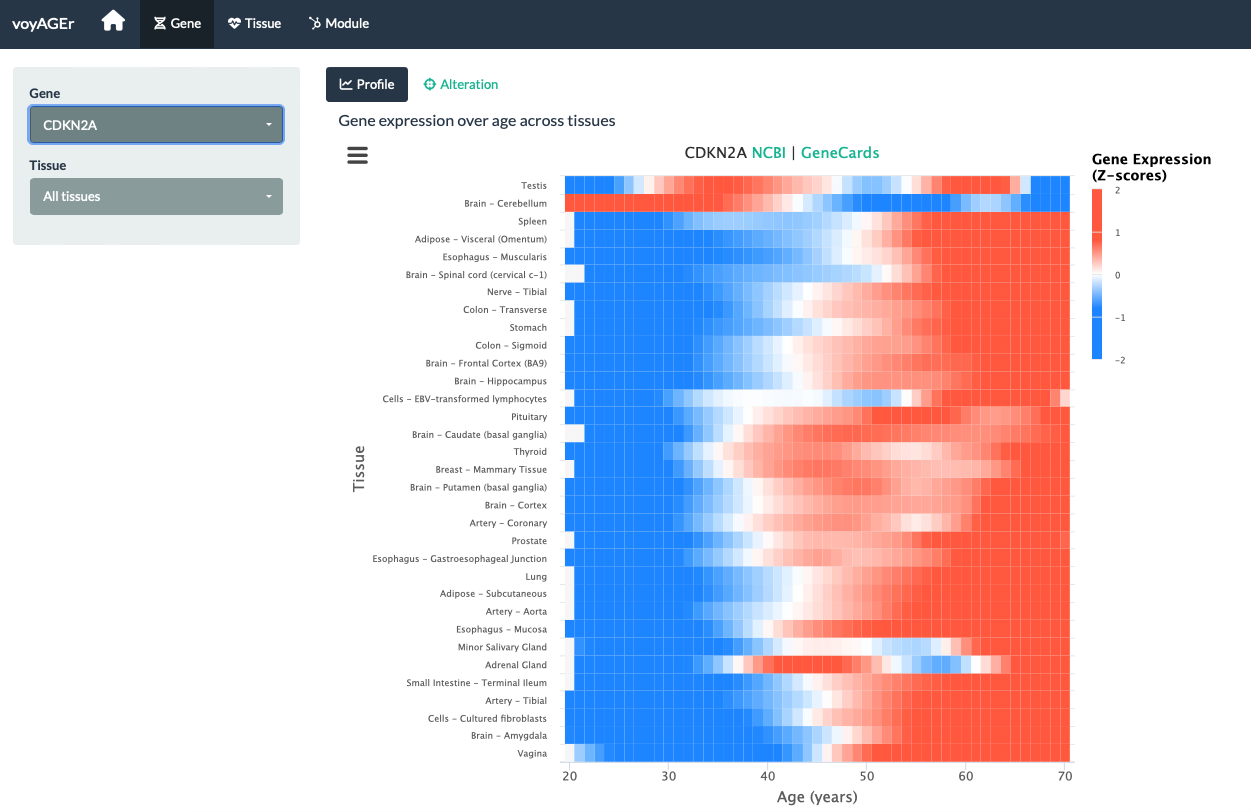 voyAGEr Gene Tissue Module
Gene
CDKN2A
Tissue
All tissues
Profile Alteration
Gene expression over age across tissues
CDKN2A NCBI | GeneCards
Gene Expression
(Z-scores)
2
1
0
−1
−2
Tissue
Testis
Brain – Cerebellum
Spleen
Adipose – Visceral (Omentum)
Esophagus – Muscularis
Brain – Spinal cord (cervical c-1)
Nerve – Tibial
Colon – Transverse
Stomach
Colon – Sigmoid
Brain – Frontal Cortex (BA9)
Brain – Hippocampus
Cells – EBV-transformed lymphocytes
Pituitary
Brain – Caudate (basal ganglia)
Thyroid
Breast – Mammary Tissue
Brain – Putamen (basal ganglia)
Brain – Cortex
Artery – Coronary
Prostate
Esophagus – Gastroesophageal Junction
Lung
Adipose – Subcutaneous
Artery – Aorta
Esophagus – Mucosa
Minor Salivary Gland
Adrenal Gland
Small Intestine – Terminal Ileum
Artery – Tibial
Cells – Cultured fibroblasts
Brain – Amygdala
Vagina
20 30 40 50 60 70
Age (years)